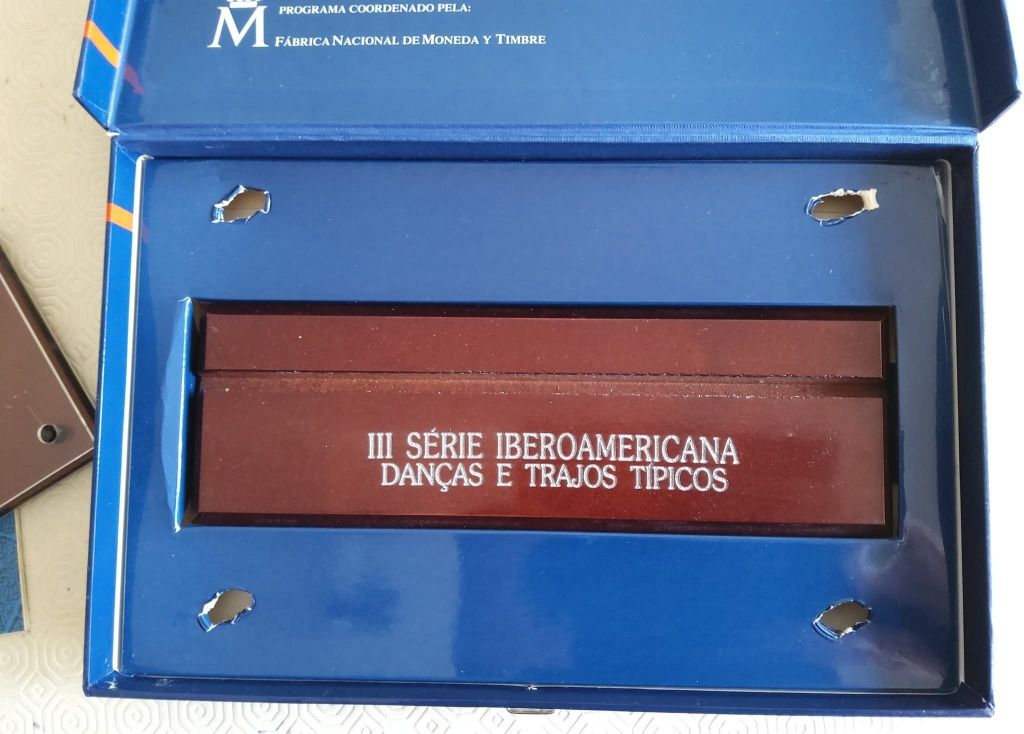 PROGRAMA COORDENADO PELA:
M FÁBRICA NACIONAL DE MONEDA Y TIMBRE
III SÉRIE IBEROAMERICANA
DANÇAS E TRAJOS TÍPICOS